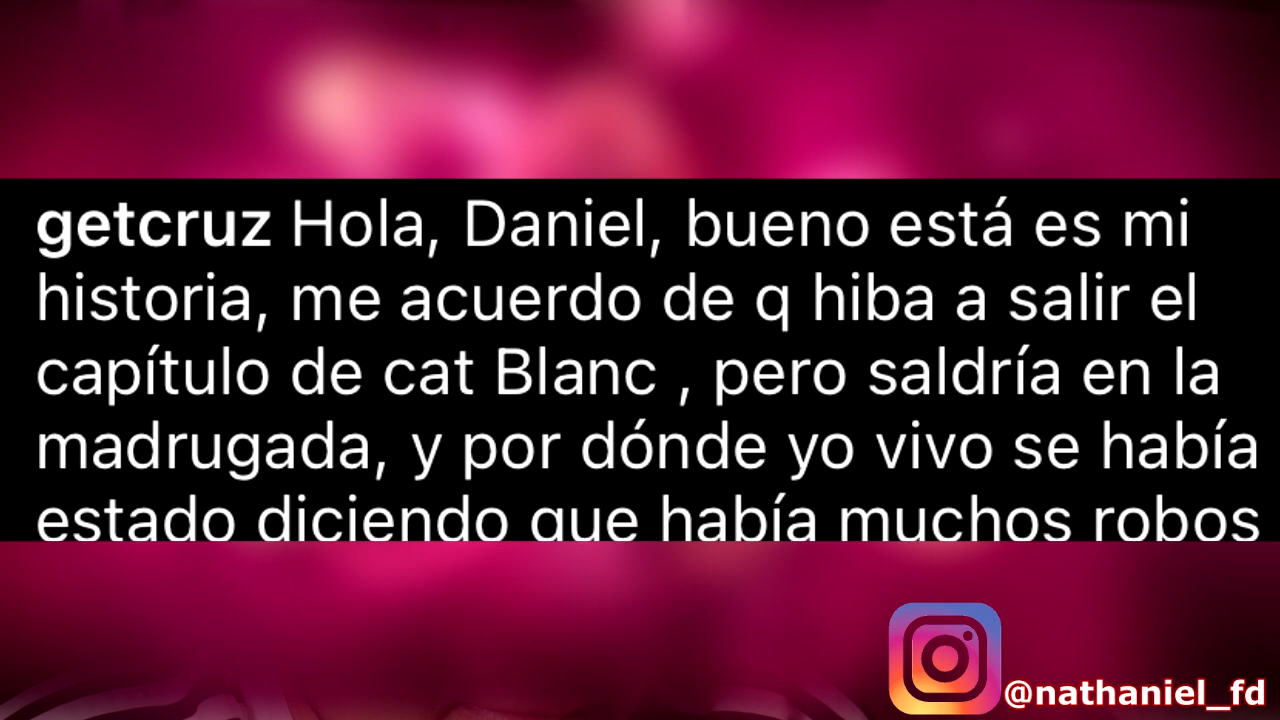 getcruz Hola, Daniel, bueno está es mi
historia, me acuerdo de q hiba a salir el
capítulo de cat Blanc , pero saldría en la
madrugada, y por dónde yo vivo se había
estado diciendo que había muchos robos
@nathaniel_fd